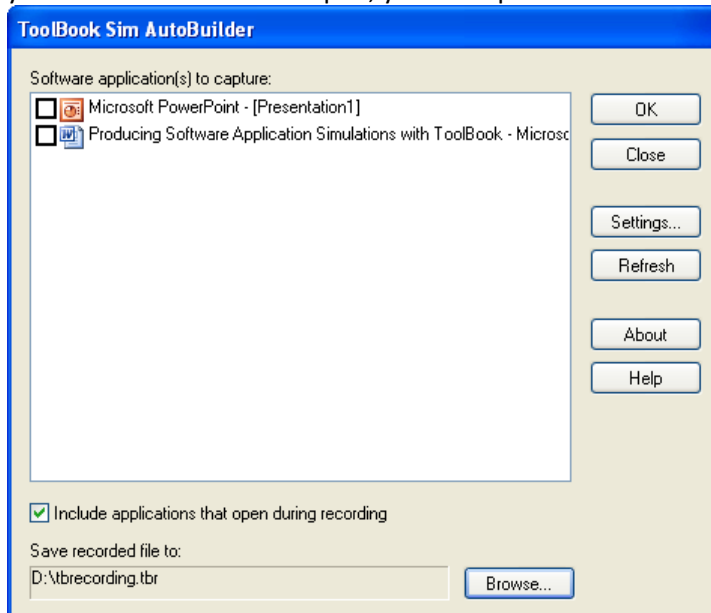 ToolBook Sim AutoBuilder
Software application(s) to capture:
Microsoft PowerPoint - [Presentation1]
Producing Software Application Simulations with ToolBook - Microsc
OK
Close
Settings...
Refresh
About
Help
Include applications that open during recording
Save recorded file to:
D:\tbrecording.tbr
Browse...